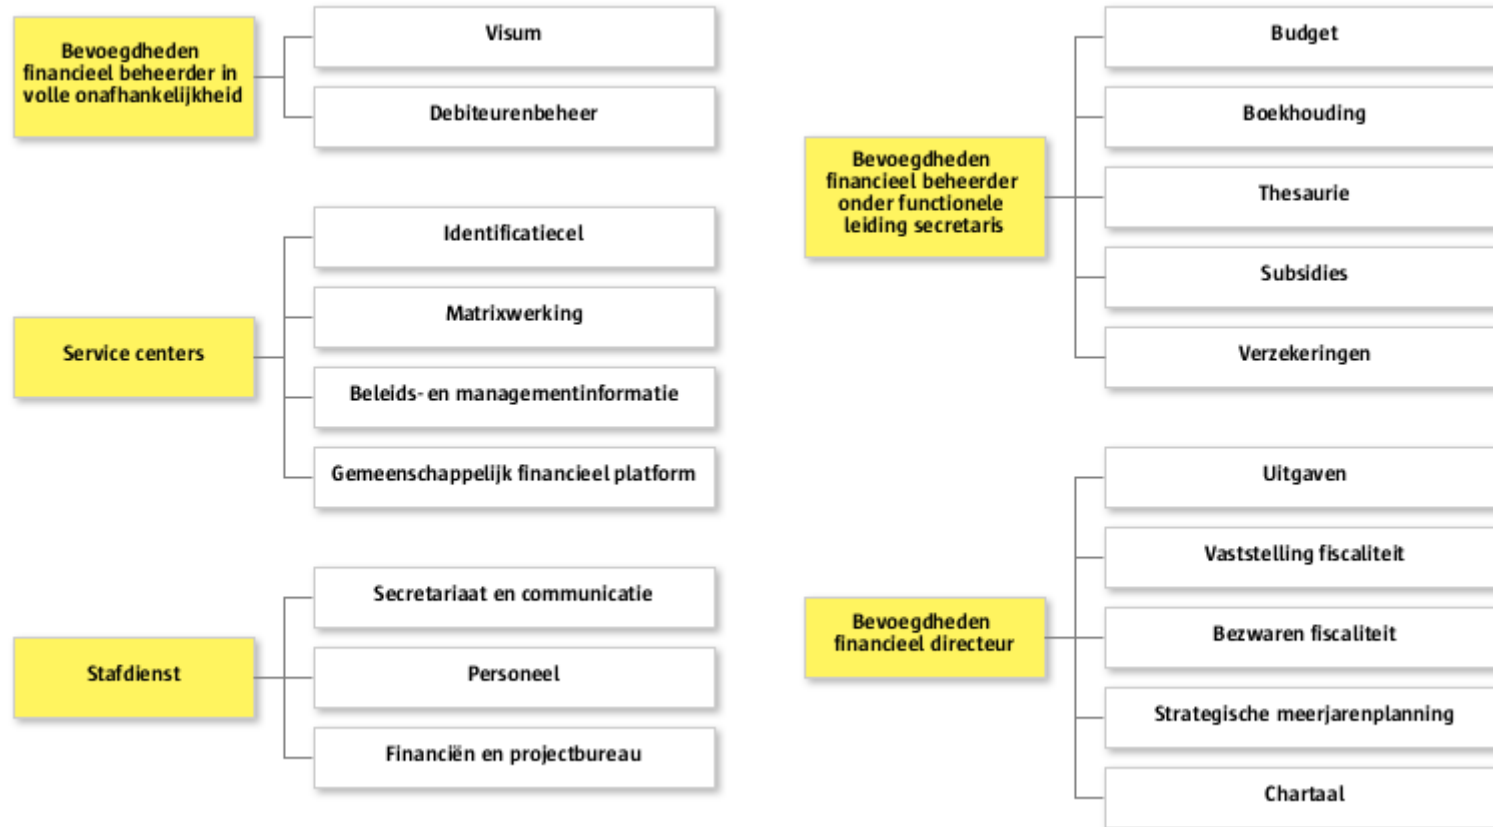 Bevoegdheden
financieel beheerder in
volle onafhankelijkheid
Visum
Debiteurenbeheer
Service centers
Identificatiecel
Matrixwerking
Beleids- en managementinformatie
Gemeenschappelijk financieel platform
Stafdienst
Secretariaat en communicatie
Personeel
Financiën en projectbureau
Bevoegdheden
financieel beheerder
onder functionele
leiding secretaris
Budget
Boekhouding
Thesaurie
Subsidies
Verzekeringen
Bevoegdheden
financieel directeur
Uitgaven
Vaststelling fiscaliteit
Bezwaren fiscaliteit
Strategische meerjarenplanning
Chartaal